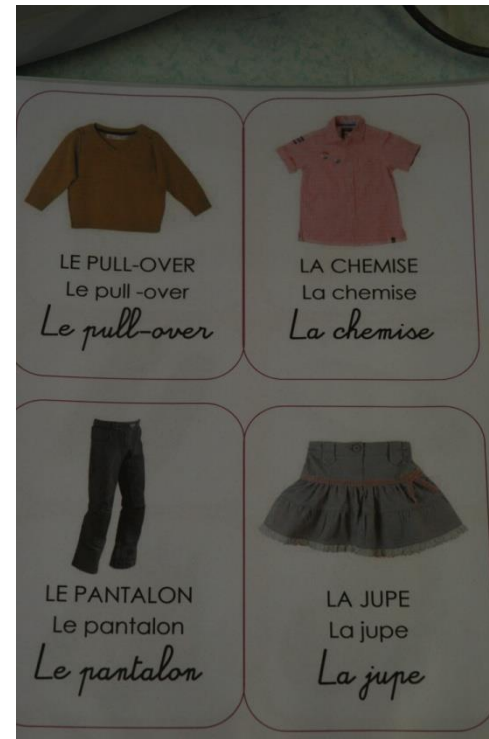 LE PULL-OVER
Le pull -over
Le pull-over
LA CHEMISE
La chemise
La chemise
LE PANTALON
Le pantalon
Le pantalon
LA JUPE
La jupe
La jupe